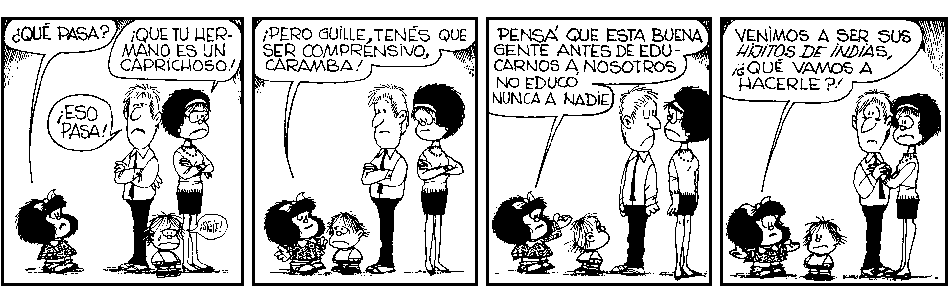 ¿QUÉ PASA?
¡QUE TU HER-
MANO ES UN
CAPRICHOSO!
¡ESO
PASA!
¡SNIF!
¡PERO GUILLE, TENÉS QUE
SER COMPRENSIVO,
CARAMBA!
PENSÁ QUE ESTA BUENA
GENTE ANTES DE EDU-
CARNOS A NOSOTROS
NO EDUCÓ
NUNCA A NADIE
VENIMOS A SER SUS
HIJITOS DE INDIAS,
¿¡QUÉ VAMOS A
HACERLE?!